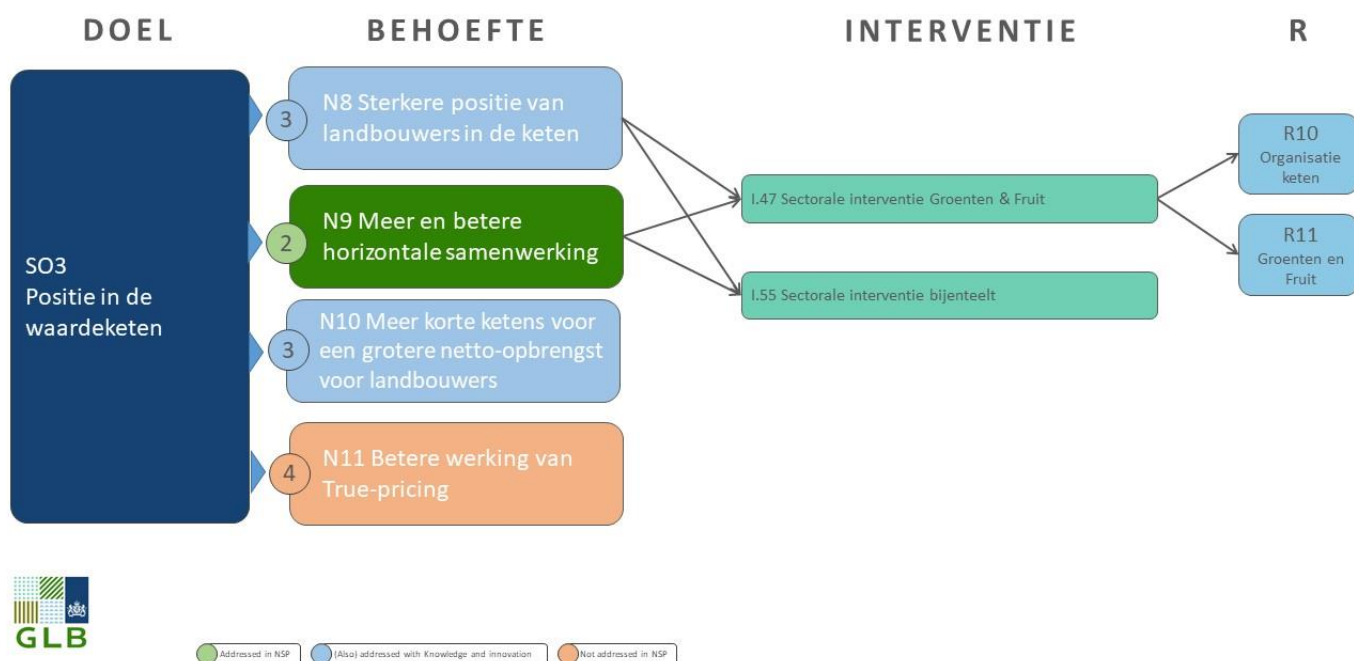 DOEL
BEHOEFTE
INTERVENTIE
R
SO3
Positie in de
waardeketen
3
N8 Sterkere positie van
landbouwers in de keten
2
N9 Meer en betere
horizontale samenwerking
3
N10 Meer korte ketens voor
een grotere netto-opbrengst
voor landbouwers
4
N11 Betere werking van
True-pricing
I.47 Sectorale interventie Groenten & Fruit
I.55 Sectorale interventie bijenteelt
R10
Organisatie
keten
R11
Groenten en
Fruit
GLB
Addressed in NSP
(Also) addressed with Knowledge and innovation
Not addressed in NSP